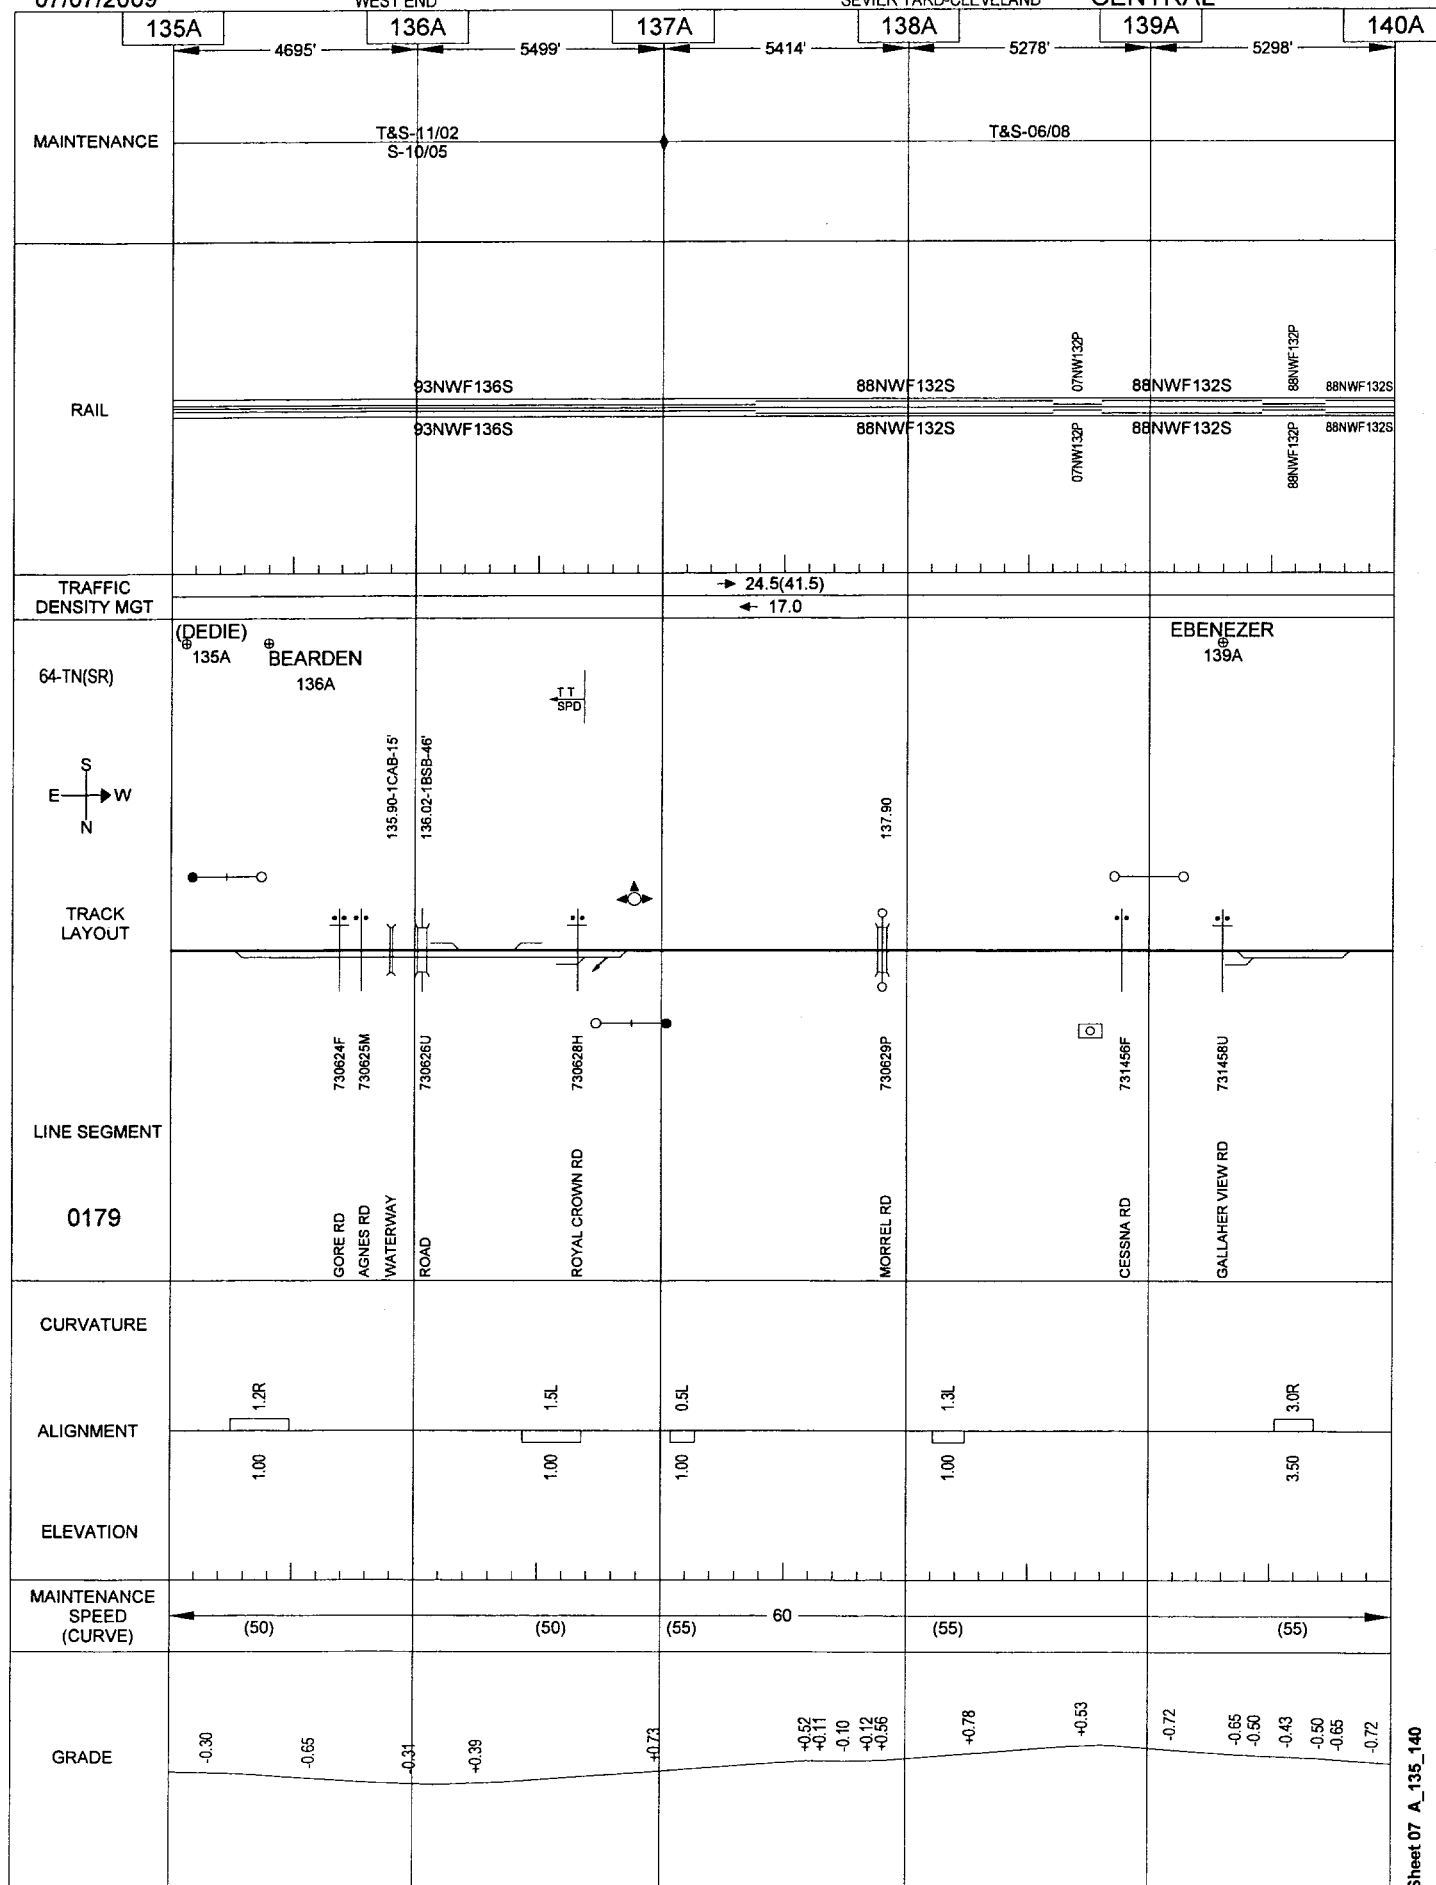 07/07/2009 WEST END SEVIER YARD-CLEVELAND CENTRAL
135A 136A 137A 138A 139A 140A
4695' 5499' 5414' 5278' 5298'
MAINTENANCE
T&S-11/02
S-10/05
T&S-06/08
RAIL
93NWF136S 88NWF132S 07NW132P 88NWF132S 88NWF132P 88NWF132S
93NWF136S 88NWF132S 07NW132P 88NWF132S 88NWF132P 88NWF132S
TRAFFIC
DENSITY MGT
24.5(41.5)
17.0
64-TN(SR)
(DEDIE)
135A
BEARDEN
136A
EBENEZER
139A
T T
SPD
S
E W
N
135.90-1CAB-15'
136.02-1BSB-46'
137.90
TRACK
LAYOUT
730624F
730625M
730626U
730628H
730629P
731456F
731458U
LINE SEGMENT
0179
GORE RD
AGNES RD
WATERWAY
ROAD
ROYAL CROWN RD
MORREL RD
CESSNA RD
GALLAHER VIEW RD
CURVATURE
1.2R 1.5L 0.5L 1.3L 3.0R
ALIGNMENT
1.00 1.00 1.00 1.00 3.50
ELEVATION
MAINTENANCE
SPEED
(CURVE)
60
(50) (50) (55) (55) (55)
GRADE
-0.30 -0.65 -0.31 +0.39 +0.73 +0.52 +0.11 -0.10 +0.12 +0.56 +0.78 +0.53 -0.72 -0.65 -0.50 -0.43 -0.50 -0.65 -0.72
Sheet 07 A_135_140